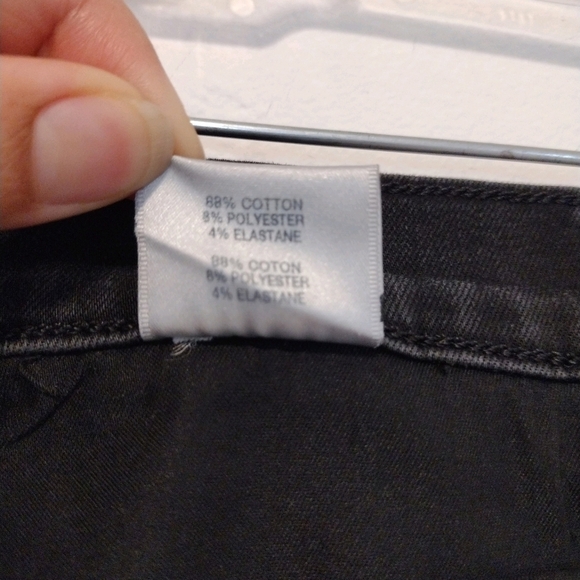 88% COTTON
8% POLYESTER
4% ELASTANE
88% COTON
8% POLYESTER
4% ELASTANE